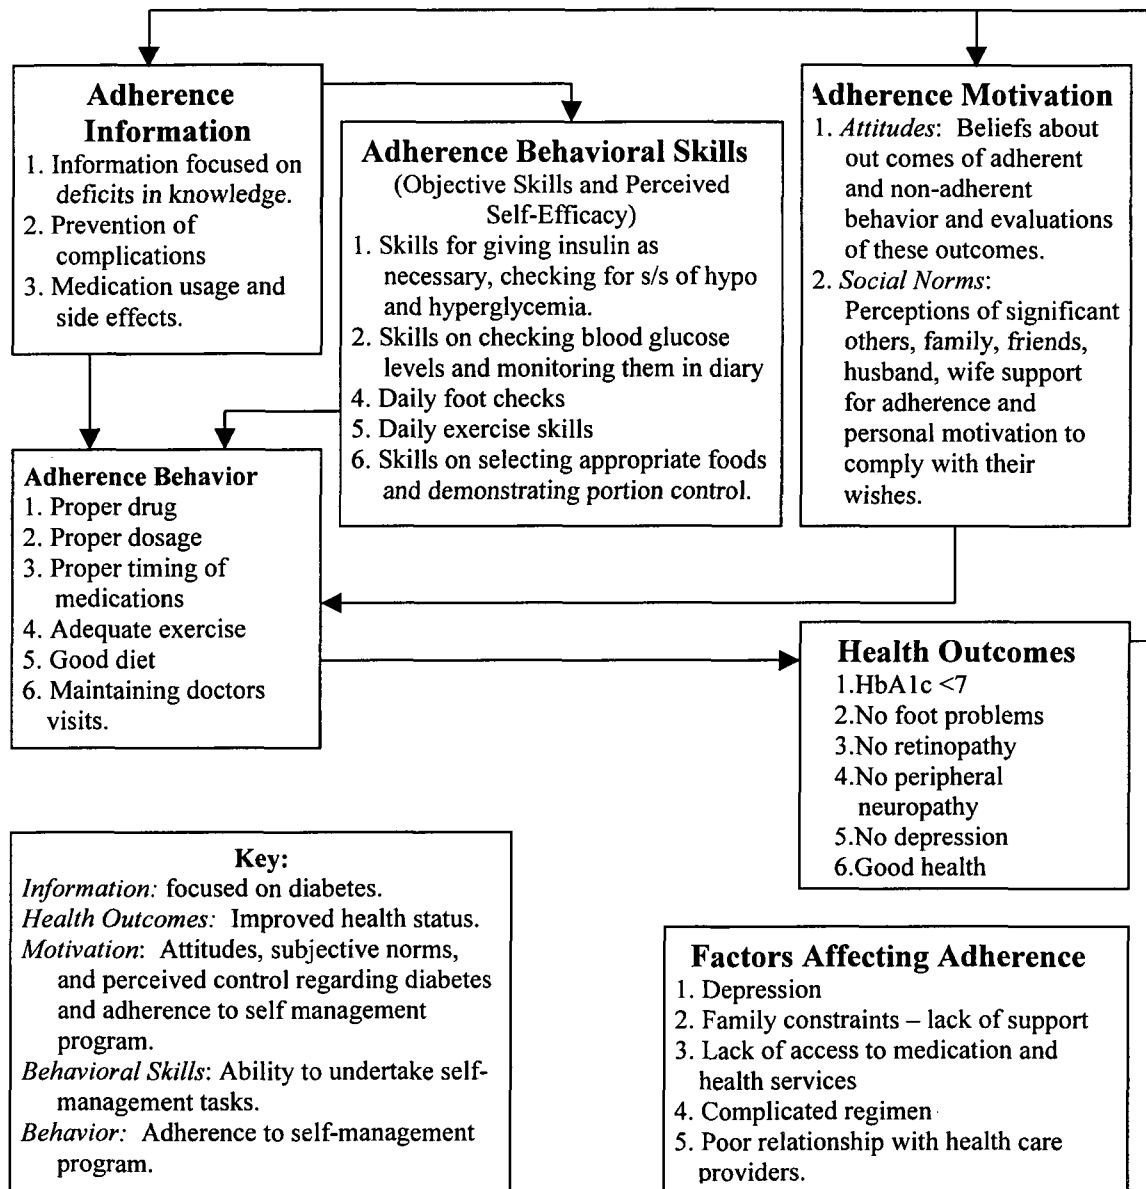 Adherence
Information
1. Information focused on
deficits in knowledge.
2. Prevention of
complications
3. Medication usage and
side effects.
Adherence Behavioral Skills
(Objective Skills and Perceived
Self-Efficacy)
1. Skills for giving insulin as
necessary, checking for s/s of hypo
and hyperglycemia.
2. Skills on checking blood glucose
levels and monitoring them in diary
4. Daily foot checks
5. Daily exercise skills
6. Skills on selecting appropriate foods
and demonstrating portion control.
Adherence Motivation
1. Attitudes: Beliefs about
out comes of adherent
and non-adherent
behavior and evaluations
of these outcomes.
2. Social Norms:
Perceptions of significant
others, family, friends,
husband, wife support
for adherence and
personal motivation to
comply with their
wishes.
Adherence Behavior
1. Proper drug
2. Proper dosage
3. Proper timing of
medications
4. Adequate exercise
5. Good diet
6. Maintaining doctors
visits.
Health Outcomes
1.HbA1c <7
2.No foot problems
3.No retinopathy
4.No peripheral
neuropathy
5.No depression
6.Good health
Key:
Information: focused on diabetes.
Health Outcomes: Improved health status.
Motivation: Attitudes, subjective norms,
and perceived control regarding diabetes
and adherence to self management
program.
Behavioral Skills: Ability to undertake self-
management tasks.
Behavior: Adherence to self-management
program.
Factors Affecting Adherence
1. Depression
2. Family constraints – lack of support
3. Lack of access to medication and
health services
4. Complicated regimen
5. Poor relationship with health care
providers.